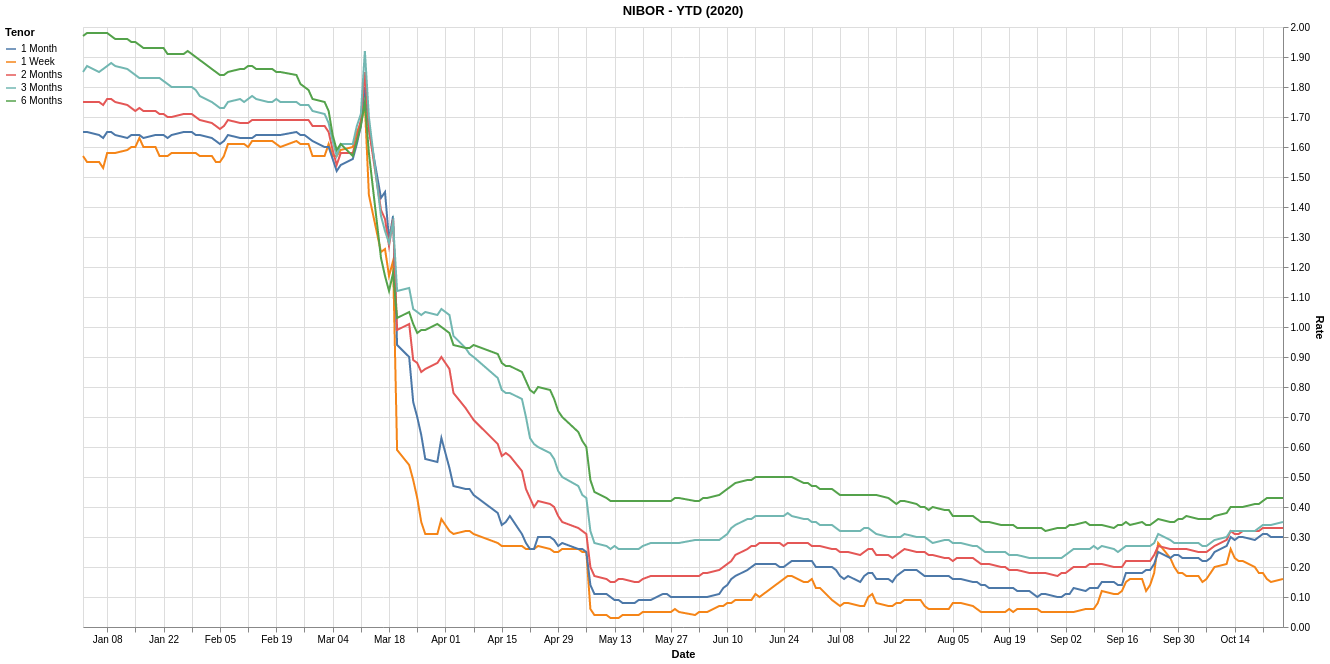 NIBOR - YTD (2020)
Tenor
1 Month
1 Week
2 Months
3 Months
6 Months
2.00
1.90
1.80
1.70
1.60
1.50
1.40
1.30
1.20
1.10
1.00
0.90
0.80
0.70
0.60
0.50
0.40
0.30
0.20
0.10
0.00
Rate
Jan 08 Jan 22 Feb 05 Feb 19 Mar 04 Mar 18 Apr 01 Apr 15 Apr 29 May 13 May 27 Jun 10 Jun 24 Jul 08 Jul 22 Aug 05 Aug 19 Sep 02 Sep 16 Sep 30 Oct 14
Date